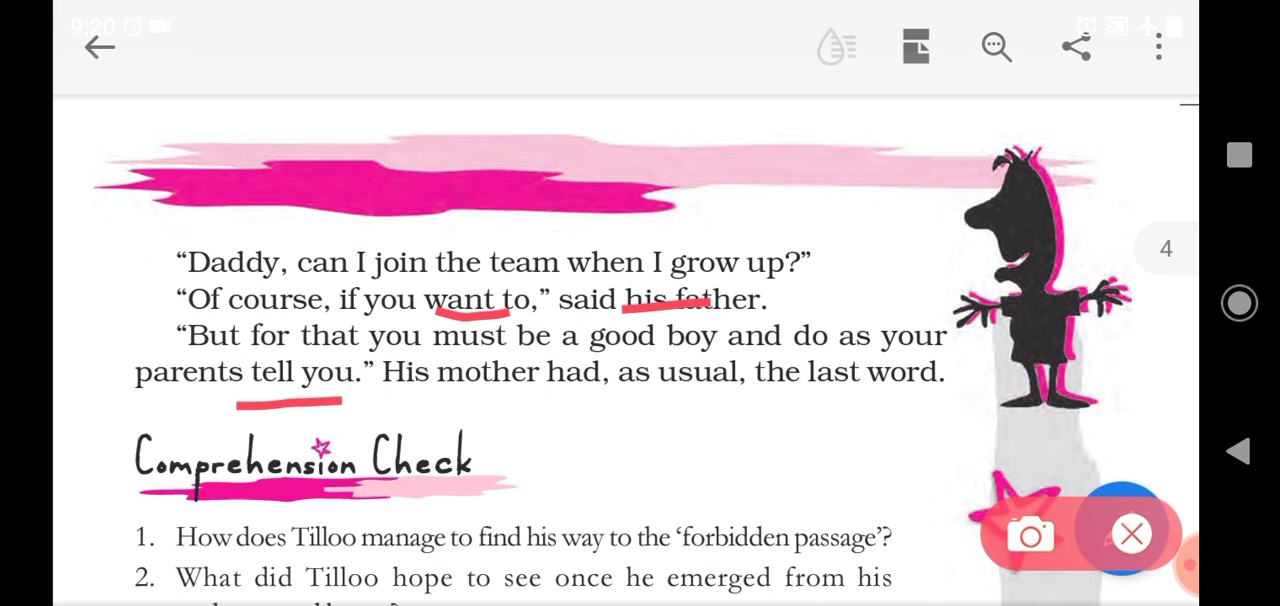 9:20
4
“Daddy, can I join the team when I grow up?”
“Of course, if you want to,” said his father.
“But for that you must be a good boy and do as your
parents tell you.” His mother had, as usual, the last word.
Comprehension Check
1. How does Tilloo manage to find his way to the ‘forbidden passage’?
2. What did Tilloo hope to see once he emerged from his